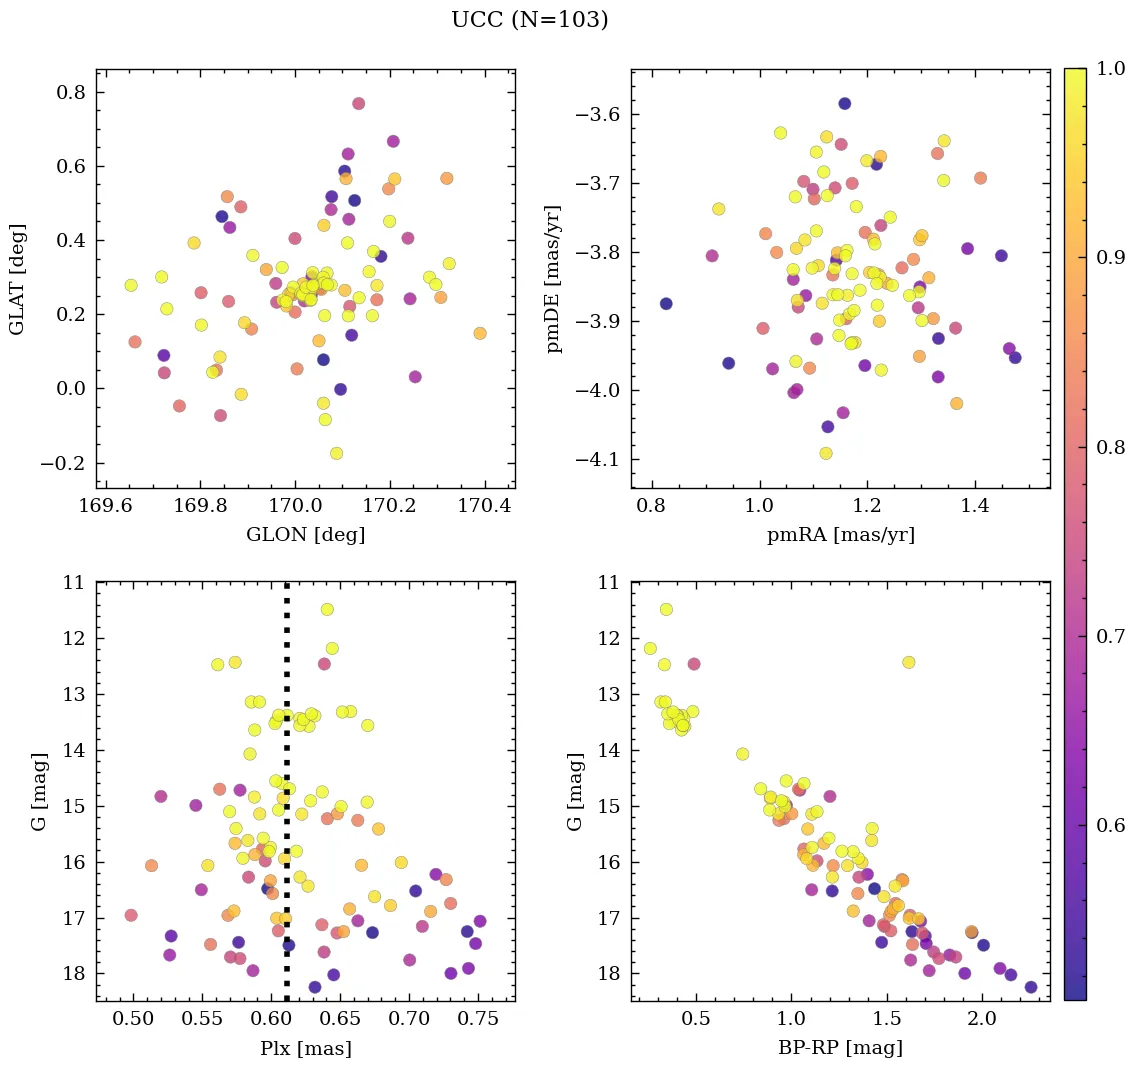 UCC (N=103)
0.8
0.6
0.4
0.2
0.0
−0.2
GLAT [deg]
169.6 169.8 170.0 170.2 170.4
GLON [deg]
−3.6
−3.7
−3.8
−3.9
−4.0
−4.1
pmDE [mas/yr]
0.8 1.0 1.2 1.4
pmRA [mas/yr]
11
12
13
14
15
16
17
18
G [mag]
0.50 0.55 0.60 0.65 0.70 0.75
Plx [mas]
11
12
13
14
15
16
17
18
G [mag]
0.5 1.0 1.5 2.0
BP-RP [mag]
1.0
0.9
0.8
0.7
0.6